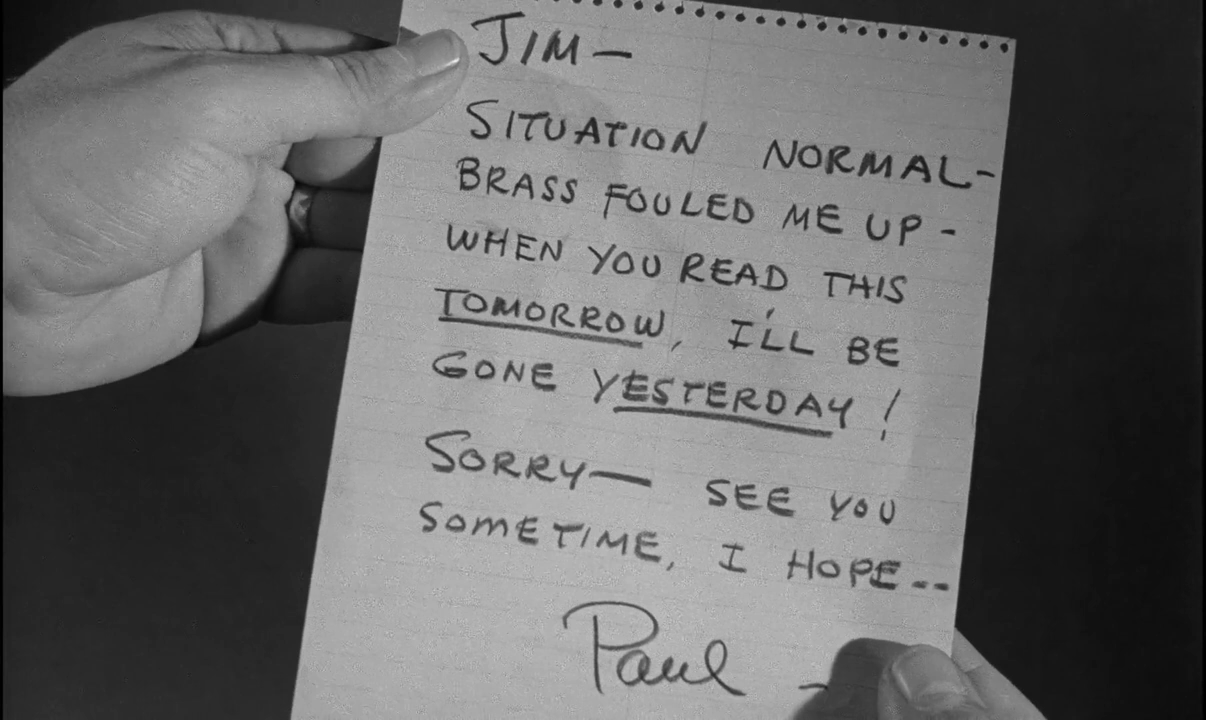 JIM—
SITUATION NORMAL-
BRASS FOULED ME UP -
WHEN YOU READ THIS
TOMORROW, I'LL BE
GONE YESTERDAY!
SORRY— SEE YOU
SOMETIME, I HOPE--
Paul -